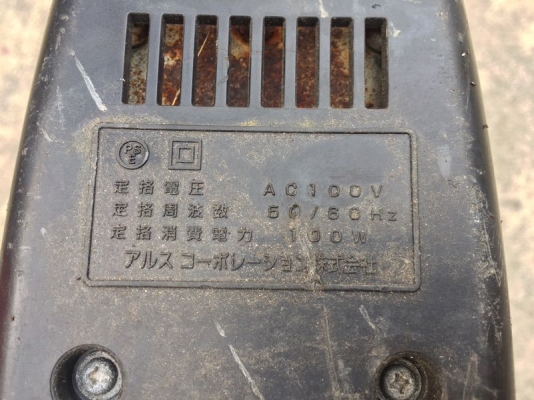 PS
E
定格電圧 AC100V
定格周波数 50/60Hz
定格消費電力 100W
アルス コーポレーション株式会社